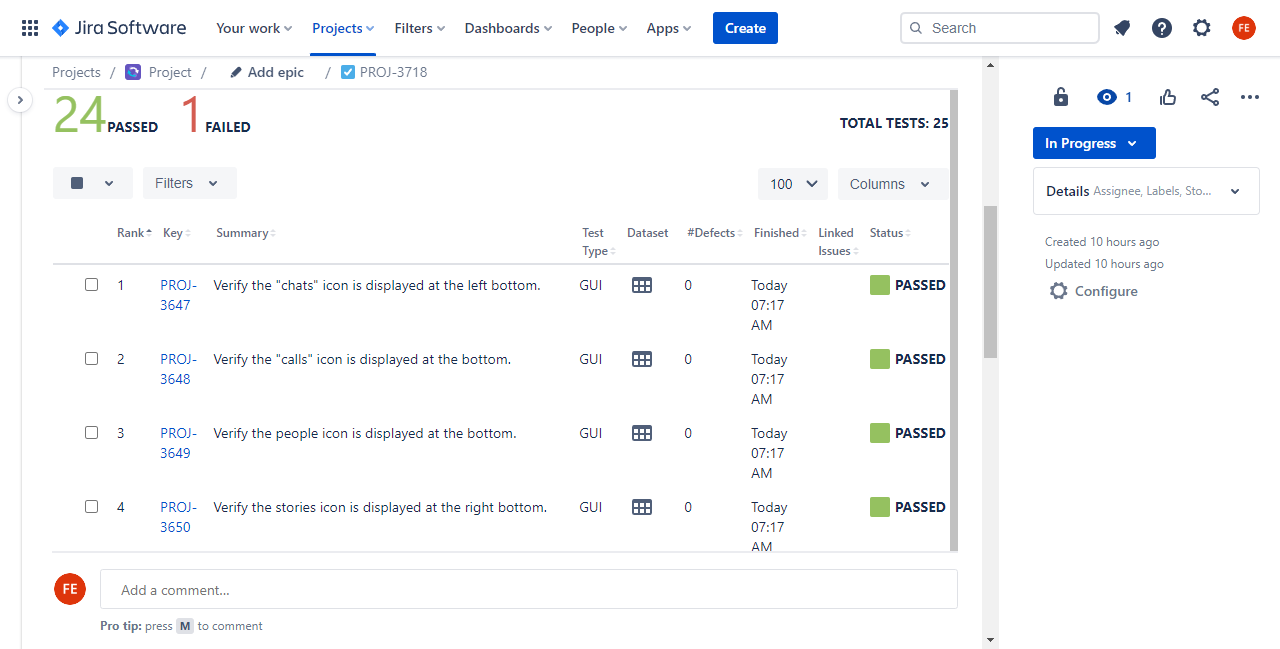 Jira Software Your work Projects Filters Dashboards People Apps Create Search FE
Projects / Project / Add epic / PROJ-3718
24 PASSED 1 FAILED
TOTAL TESTS: 25
Filters 100 Columns
Rank Key Summary Test Type Dataset #Defects Finished Linked Issues Status
1 PROJ-3647 Verify the "chats" icon is displayed at the left bottom. GUI 0 Today 07:17 AM PASSED
2 PROJ-3648 Verify the "calls" icon is displayed at the bottom. GUI 0 Today 07:17 AM PASSED
3 PROJ-3649 Verify the people icon is displayed at the bottom. GUI 0 Today 07:17 AM PASSED
4 PROJ-3650 Verify the stories icon is displayed at the right bottom. GUI 0 Today 07:17 AM PASSED
FE Add a comment...
Pro tip: press M to comment
1
In Progress
Details Assignee, Labels, Sto...
Created 10 hours ago
Updated 10 hours ago
Configure